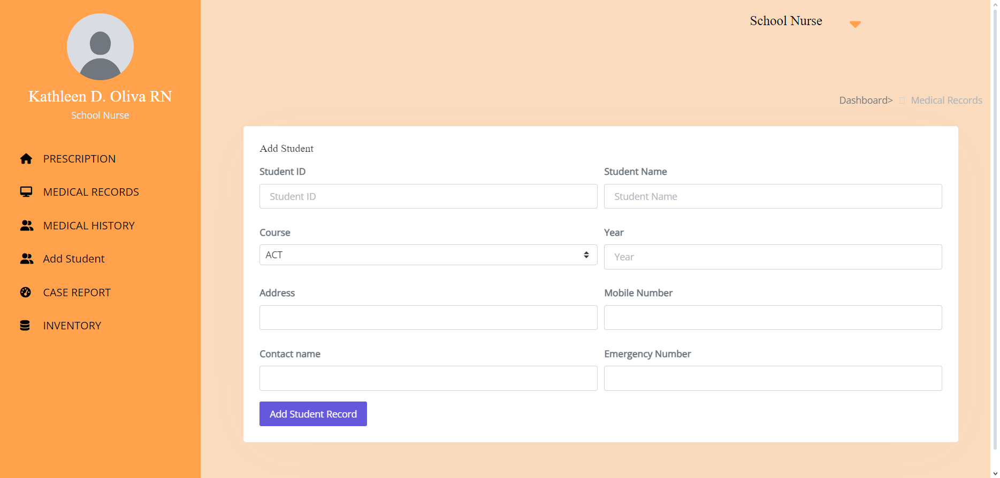 Kathleen D. Oliva RN
School Nurse
PRESCRIPTION
MEDICAL RECORDS
MEDICAL HISTORY
Add Student
CASE REPORT
INVENTORY
School Nurse
Dashboard> Medical Records
Add Student
Student ID Student Name
Student ID Student Name
Course Year
ACT Year
Address Mobile Number
Contact name Emergency Number
Add Student Record